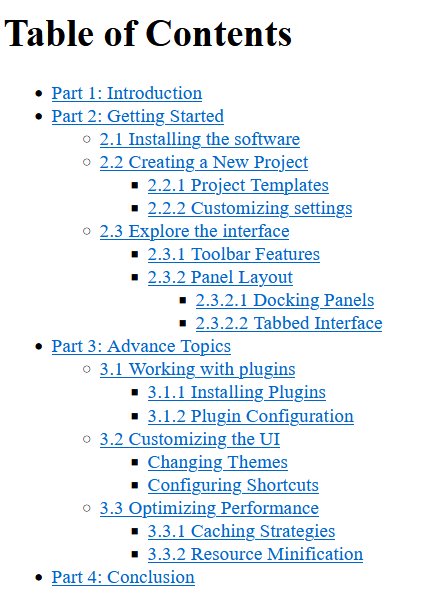 Table of Contents
Part 1: Introduction
Part 2: Getting Started
2.1 Installing the software
2.2 Creating a New Project
2.2.1 Project Templates
2.2.2 Customizing settings
2.3 Explore the interface
2.3.1 Toolbar Features
2.3.2 Panel Layout
2.3.2.1 Docking Panels
2.3.2.2 Tabbed Interface
Part 3: Advance Topics
3.1 Working with plugins
3.1.1 Installing Plugins
3.1.2 Plugin Configuration
3.2 Customizing the UI
Changing Themes
Configuring Shortcuts
3.3 Optimizing Performance
3.3.1 Caching Strategies
3.3.2 Resource Minification
Part 4: Conclusion